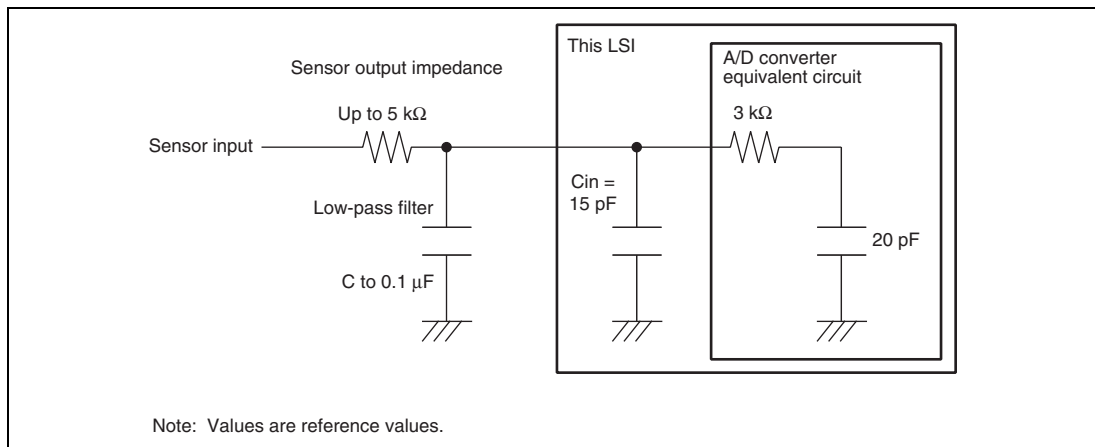 This LSI
A/D converter
equivalent circuit
Sensor output impedance
Up to 5 kΩ
3 kΩ
Sensor input
Cin =
15 pF
Low-pass filter
20 pF
C to 0.1 μF
Note: Values are reference values.